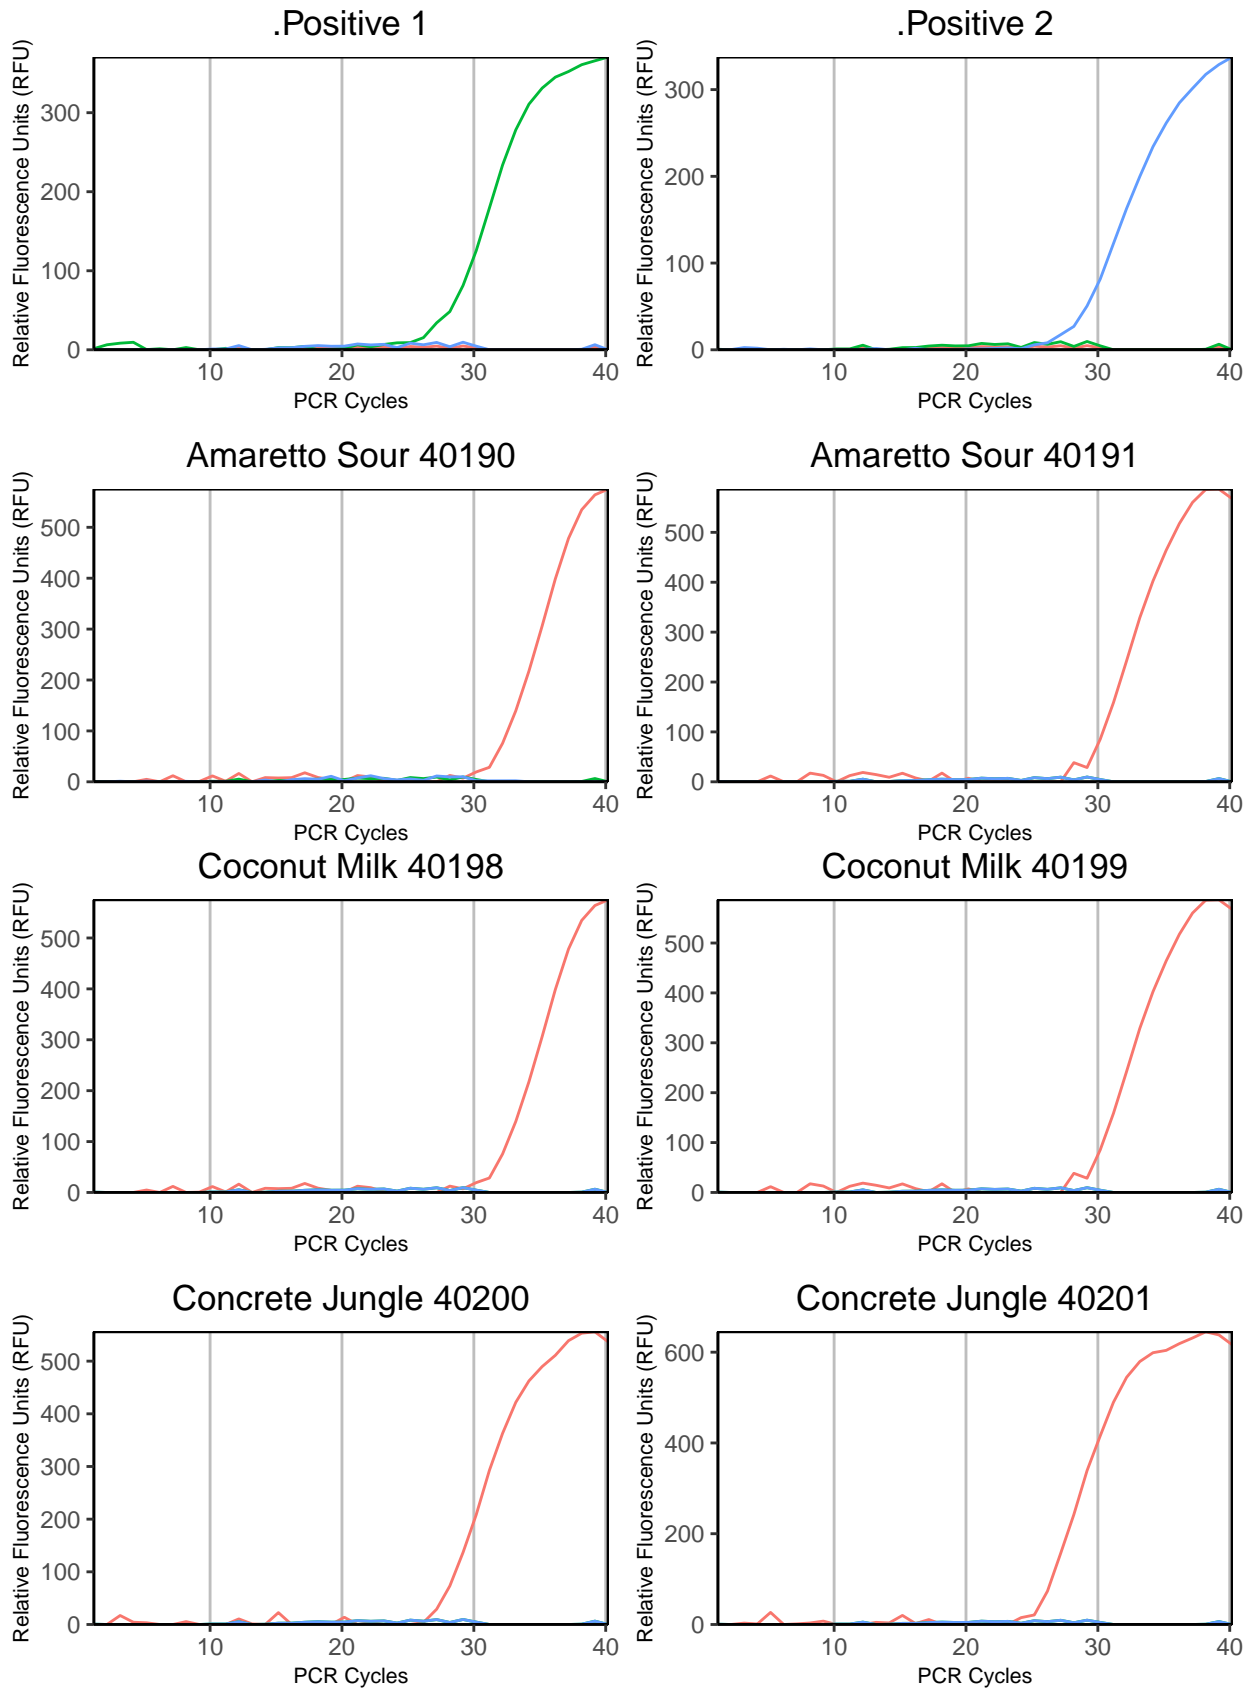 .Positive 1
Relative Fluorescence Units (RFU)
300
200
100
0
10 20 30 40
PCR Cycles
.Positive 2
Relative Fluorescence Units (RFU)
300
200
100
0
10 20 30 40
PCR Cycles
Amaretto Sour 40190
Relative Fluorescence Units (RFU)
500
400
300
200
100
0
10 20 30 40
PCR Cycles
Amaretto Sour 40191
Relative Fluorescence Units (RFU)
500
400
300
200
100
0
10 20 30 40
PCR Cycles
Coconut Milk 40198
Relative Fluorescence Units (RFU)
500
400
300
200
100
0
10 20 30 40
PCR Cycles
Coconut Milk 40199
Relative Fluorescence Units (RFU)
500
400
300
200
100
0
10 20 30 40
PCR Cycles
Concrete Jungle 40200
Relative Fluorescence Units (RFU)
500
400
300
200
100
0
10 20 30 40
PCR Cycles
Concrete Jungle 40201
Relative Fluorescence Units (RFU)
600
400
200
0
10 20 30 40
PCR Cycles